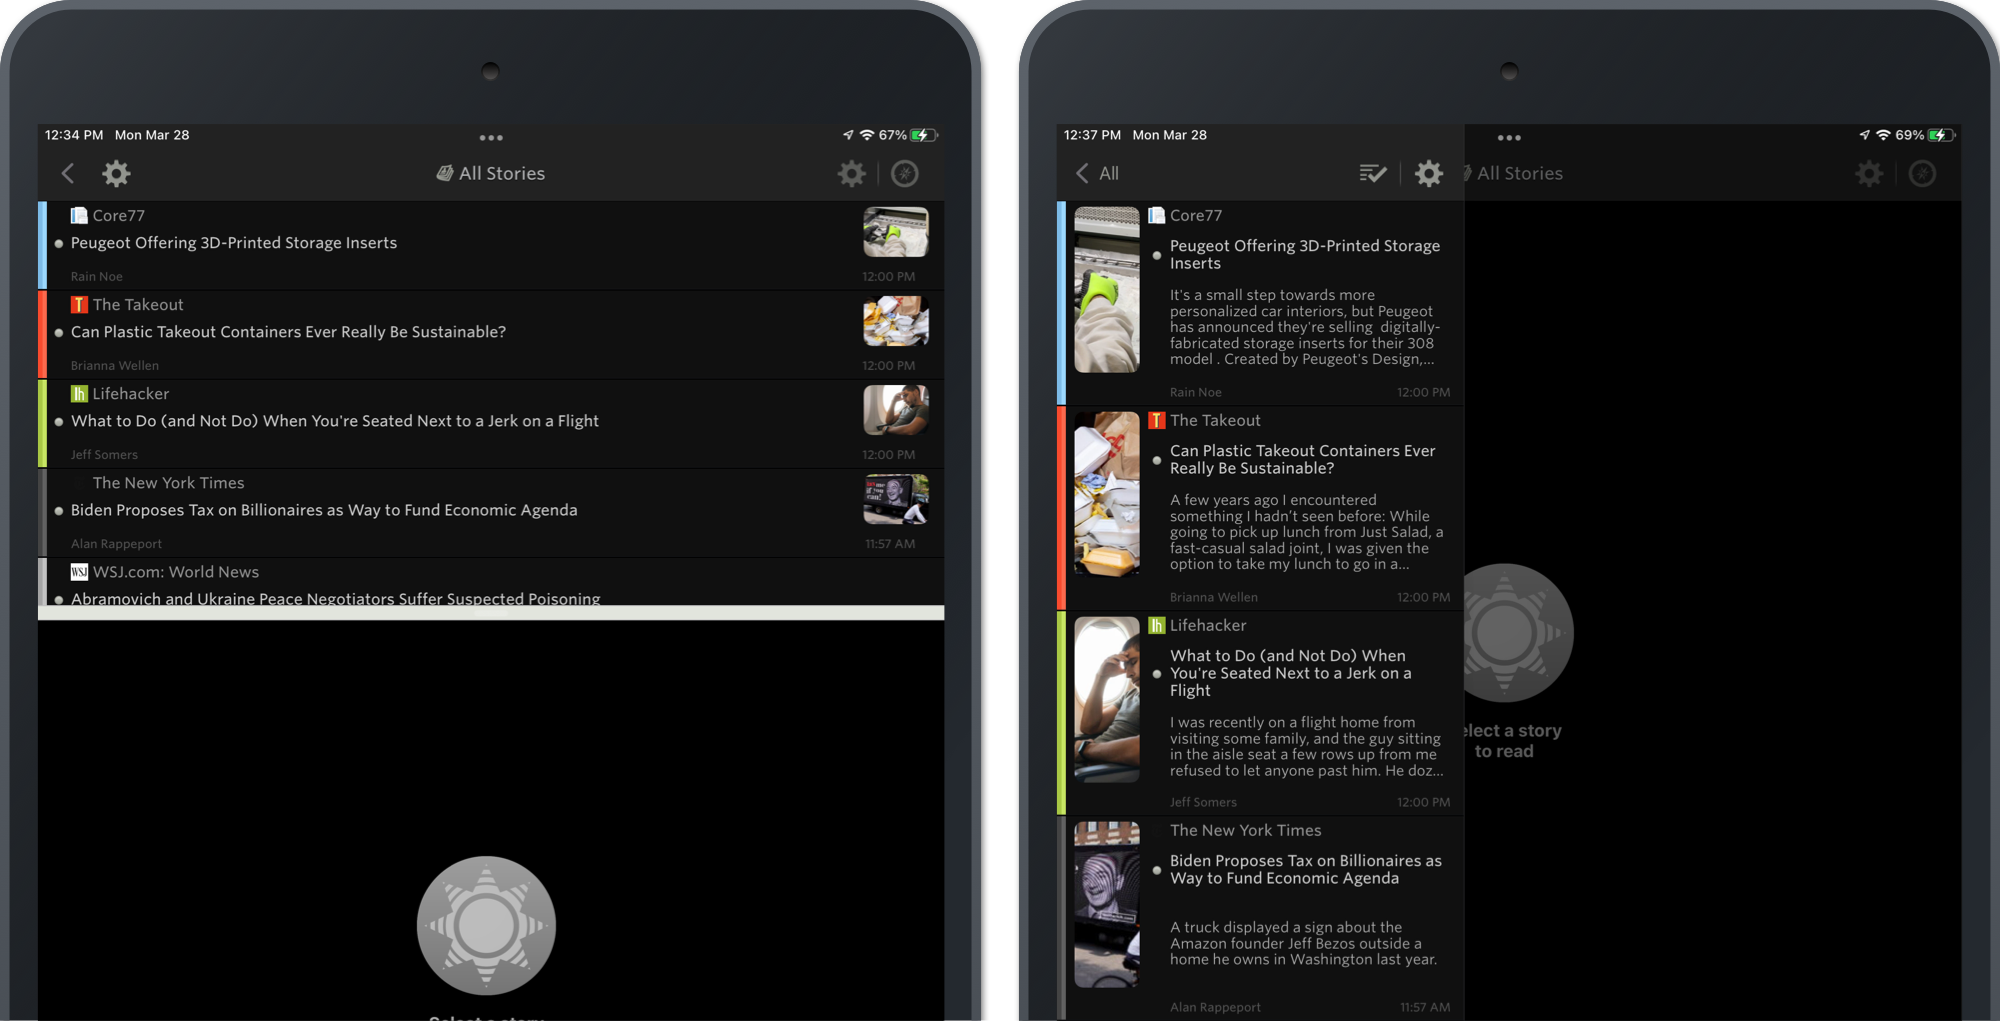 12:34 PM Mon Mar 28
67%
All Stories
Core77
Peugeot Offering 3D-Printed Storage Inserts
Rain Noe
12:00 PM
T
The Takeout
Can Plastic Takeout Containers Ever Really Be Sustainable?
Brianna Wellen
12:00 PM
lh
Lifehacker
What to Do (and Not Do) When You're Seated Next to a Jerk on a Flight
Jeff Somers
12:00 PM
The New York Times
Biden Proposes Tax on Billionaires as Way to Fund Economic Agenda
Alan Rappeport
11:57 AM
WSJ
WSJ.com: World News
Abramovich and Ukraine Peace Negotiators Suffer Suspected Poisoning
Select a story
12:37 PM Mon Mar 28
69%
All
All Stories
Core77
Peugeot Offering 3D-Printed Storage
Inserts
It's a small step towards more
personalized car interiors, but Peugeot
has announced they're selling digitally-
fabricated storage inserts for their 308
model . Created by Peugeot's Design,...
Rain Noe
12:00 PM
T
The Takeout
Can Plastic Takeout Containers Ever
Really Be Sustainable?
A few years ago I encountered
something I hadn't seen before: While
going to pick up lunch from Just Salad, a
fast-casual salad joint, I was given the
option to take my lunch to go in a...
Brianna Wellen
12:00 PM
lh
Lifehacker
What to Do (and Not Do) When
You're Seated Next to a Jerk on a
Flight
I was recently on a flight home from
visiting some family, and the guy sitting
in the aisle seat a few rows up from me
refused to let anyone past him. He doz...
Jeff Somers
12:00 PM
The New York Times
Biden Proposes Tax on Billionaires as
Way to Fund Economic Agenda
A truck displayed a sign about the
Amazon founder Jeff Bezos outside a
home he owns in Washington last year.
Alan Rappeport
11:57 AM
elect a story
to read